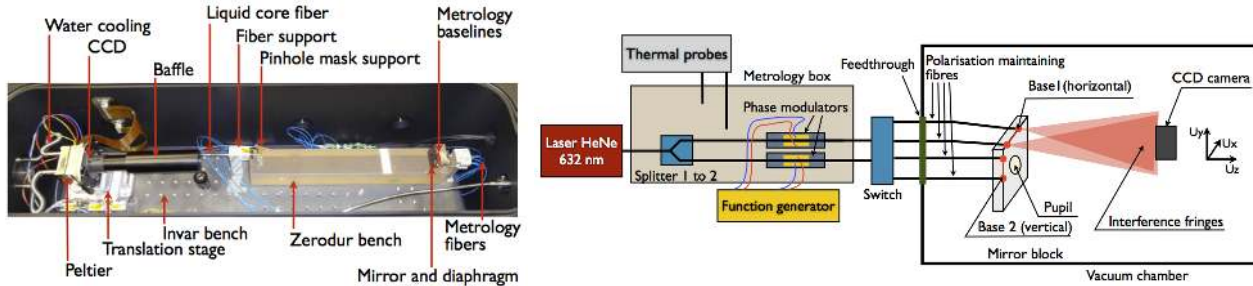 Water cooling
CCD
Baffle
Liquid core fiber
Fiber support
Pinhole mask support
Metrology
baselines
Peltier
Translation stage
Invar bench
Zerodur bench
Metrology
fibers
Mirror and diaphragm
Thermal probes
Metrology box
Phase modulators
Laser HeNe
632 nm
Splitter 1 to 2
Function generator
Switch
Feedthrough
Polarisation maintaining
fibres
Base1 (horizontal)
CCD camera
Uy
Ux
Uz
Pupil
Base 2 (vertical)
Interference fringes
Mirror block
Vacuum chamber